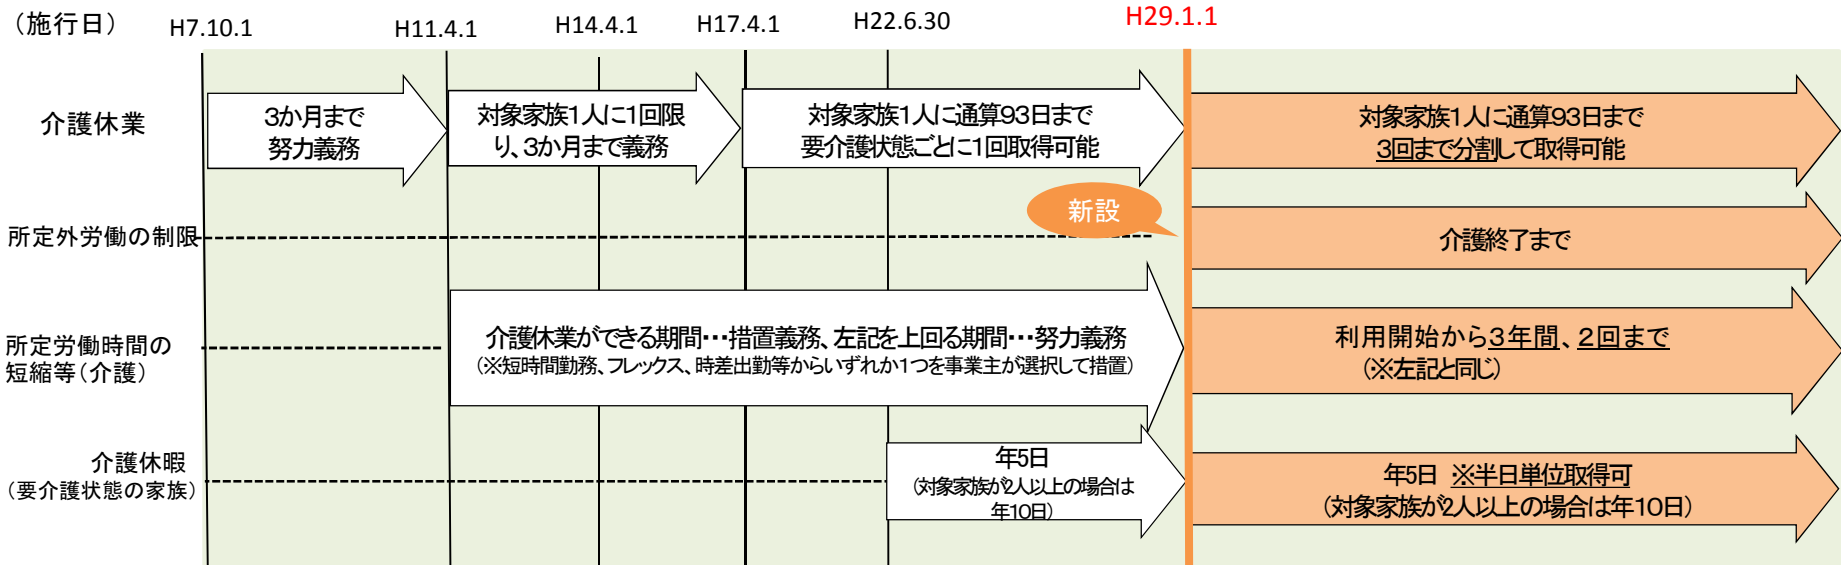 （施行日）
H7.10.1
H11.4.1
H14.4.1
H17.4.1
H22.6.30
H29.1.1
介護休業
3か月まで
努力義務
対象家族1人に1回限
り、3か月まで義務
対象家族1人に通算93日まで
要介護状態ごとに1回取得可能
対象家族1人に通算93日まで
3回まで分割して取得可能
新設
所定外労働の制限
介護終了まで
所定労働時間の
短縮等（介護）
介護休業ができる期間…措置義務、左記を上回る期間…努力義務
（※短時間勤務、フレックス、時差出勤等からいずれか1つを事業主が選択して措置）
利用開始から3年間、2回まで
（※左記と同じ）
介護休暇
（要介護状態の家族）
年5日
（対象家族が2人以上の場合は
年10日）
年5日 ※半日単位取得可
（対象家族が2人以上の場合は年10日）